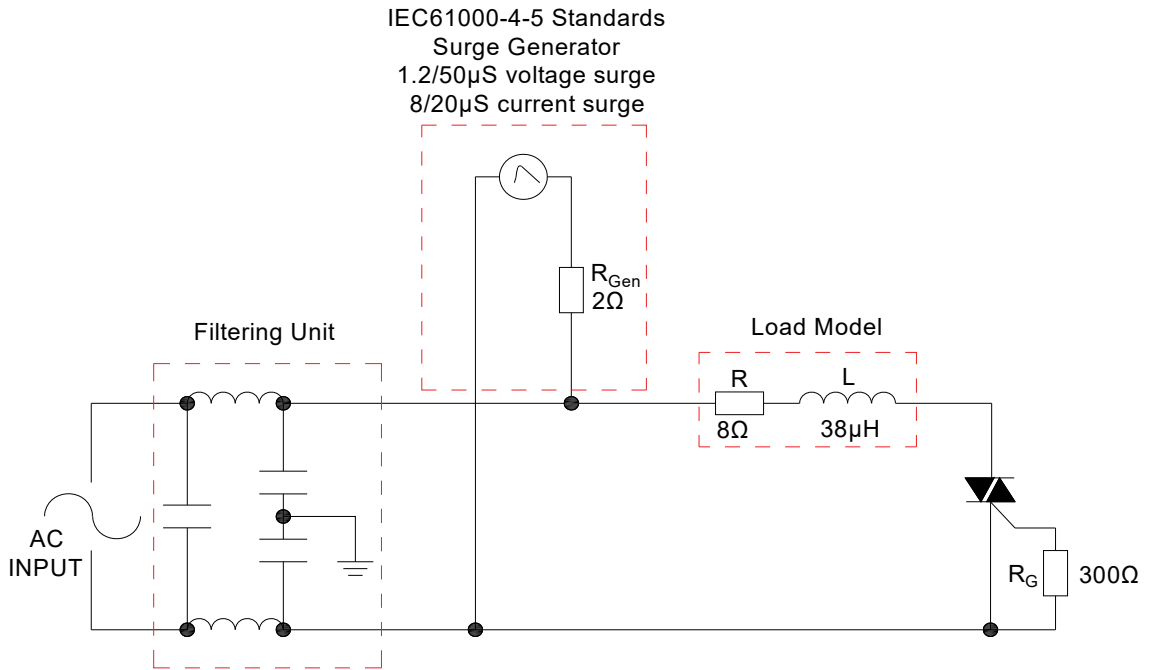 IEC61000-4-5 Standards
Surge Generator
1.2/50μS voltage surge
8/20μS current surge
RGen
2Ω
Filtering Unit
Load Model
R
L
8Ω
38μH
AC
INPUT
RG
300Ω